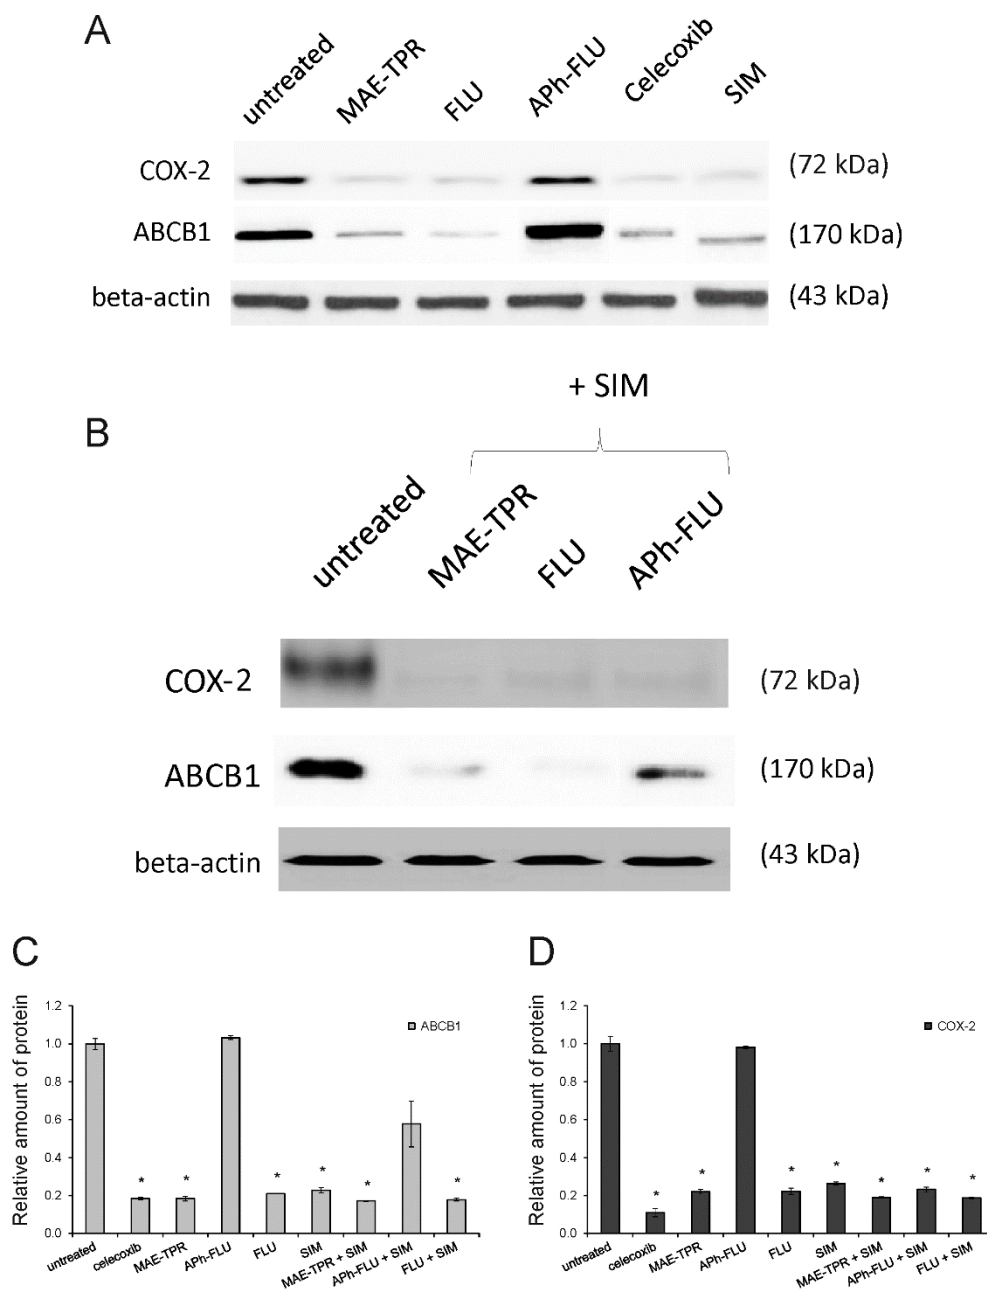 A
untreated
MAE-TPR
FLU
APh-FLU
Celecoxib
SIM
COX-2
(72 kDa)
ABCB1
(170 kDa)
beta-actin
(43 kDa)
+ SIM
B
untreated
MAE-TPR
FLU
APh-FLU
COX-2
(72 kDa)
ABCB1
(170 kDa)
beta-actin
(43 kDa)
C
Relative amount of protein
1.2
1.0
0.8
0.6
0.4
0.2
0.0
ABCB1
* * * * * *
untreated
celecoxib
MAE-TPR
APh-FLU
FLU
SIM
MAE-TPR + SIM
APh-FLU + SIM
FLU + SIM
D
Relative amount of protein
1.2
1.0
0.8
0.6
0.4
0.2
0.0
COX-2
* * * * * * *
untreated
celecoxib
MAE-TPR
APh-FLU
FLU
SIM
MAE-TPR + SIM
APh-FLU + SIM
FLU + SIM